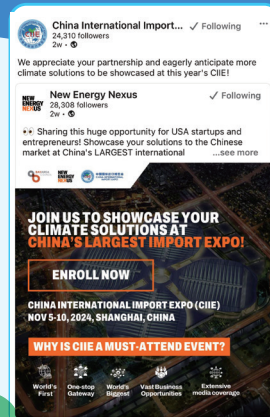 China International Import... ✓ Following
24,310 followers
2w •
We appreciate your partnership and eagerly anticipate more
climate solutions to be showcased at this year's CIIE!
NEW ENERGY NEXUS
New Energy Nexus ✓ Following
28,308 followers
2w •
👀 Sharing this huge opportunity for USA startups and
entrepreneurs! Showcase your solutions to the Chinese
market at China's LARGEST international ...see more
NEW ENERGY NEXUS
JOIN US TO SHOWCASE YOUR
CLIMATE SOLUTIONS AT
CHINA'S LARGEST IMPORT EXPO!
ENROLL NOW
CHINA INTERNATIONAL IMPORT EXPO (CIIE)
NOV 5-10, 2024, SHANGHAI, CHINA
WHY IS CIIE A MUST-ATTEND EVENT?
World's First
One-stop Gateway
World's Biggest
Vast Business Opportunities
Extensive media coverage